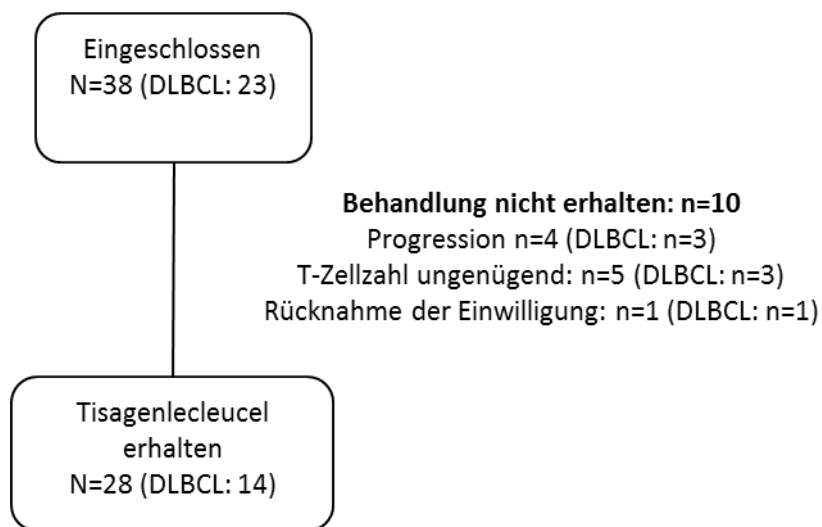 Eingeschlossen
N=38 (DLBCL: 23)
Behandlung nicht erhalten: n=10
Progression n=4 (DLBCL: n=3)
T-Zellzahl ungenügend: n=5 (DLBCL: n=3)
Rücknahme der Einwilligung: n=1 (DLBCL: n=1)
Tisagenlecleucel
erhalten
N=28 (DLBCL: 14)